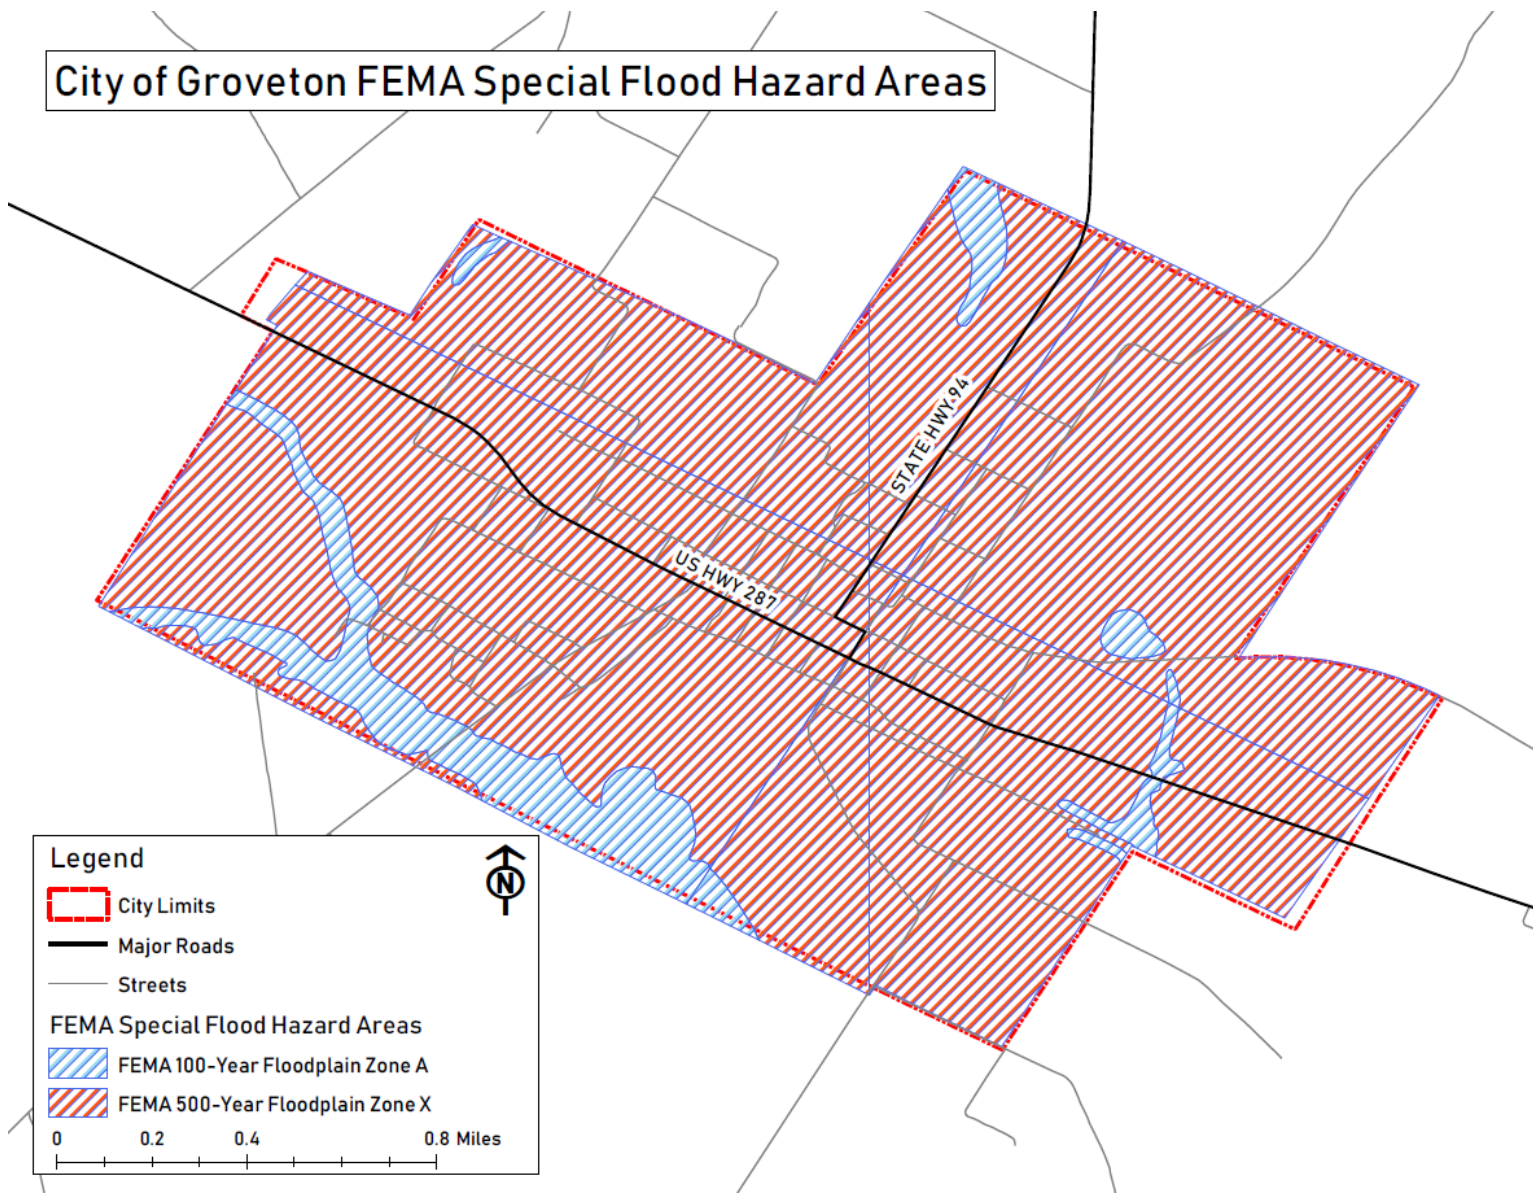 City of Groveton FEMA Special Flood Hazard Areas
STATE HWY 94
US HWY 287
Legend
N
City Limits
Major Roads
Streets
FEMA Special Flood Hazard Areas
FEMA 100-Year Floodplain Zone A
FEMA 500-Year Floodplain Zone X
0 0.2 0.4 0.8 Miles